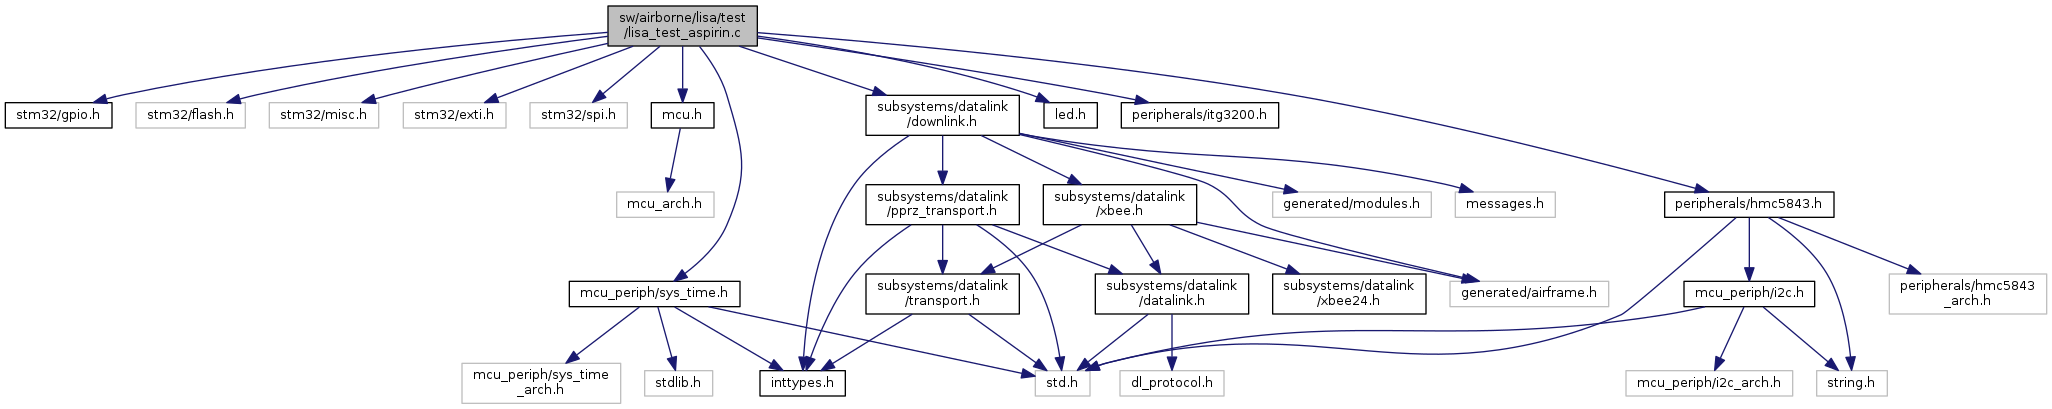 sw/airborne/lisa/test
/lisa_test_aspirin.c
stm32/gpio.h
stm32/flash.h
stm32/misc.h
stm32/exti.h
stm32/spi.h
mcu.h
subsystems/datalink
/downlink.h
led.h
peripherals/itg3200.h
mcu_arch.h
subsystems/datalink
/pprz_transport.h
subsystems/datalink
/xbee.h
generated/modules.h
messages.h
peripherals/hmc5843.h
mcu_periph/sys_time.h
subsystems/datalink
/transport.h
subsystems/datalink
/datalink.h
subsystems/datalink
/xbee24.h
generated/airframe.h
mcu_periph/i2c.h
peripherals/hmc5843
_arch.h
mcu_periph/sys_time
_arch.h
stdlib.h
inttypes.h
std.h
dl_protocol.h
mcu_periph/i2c_arch.h
string.h